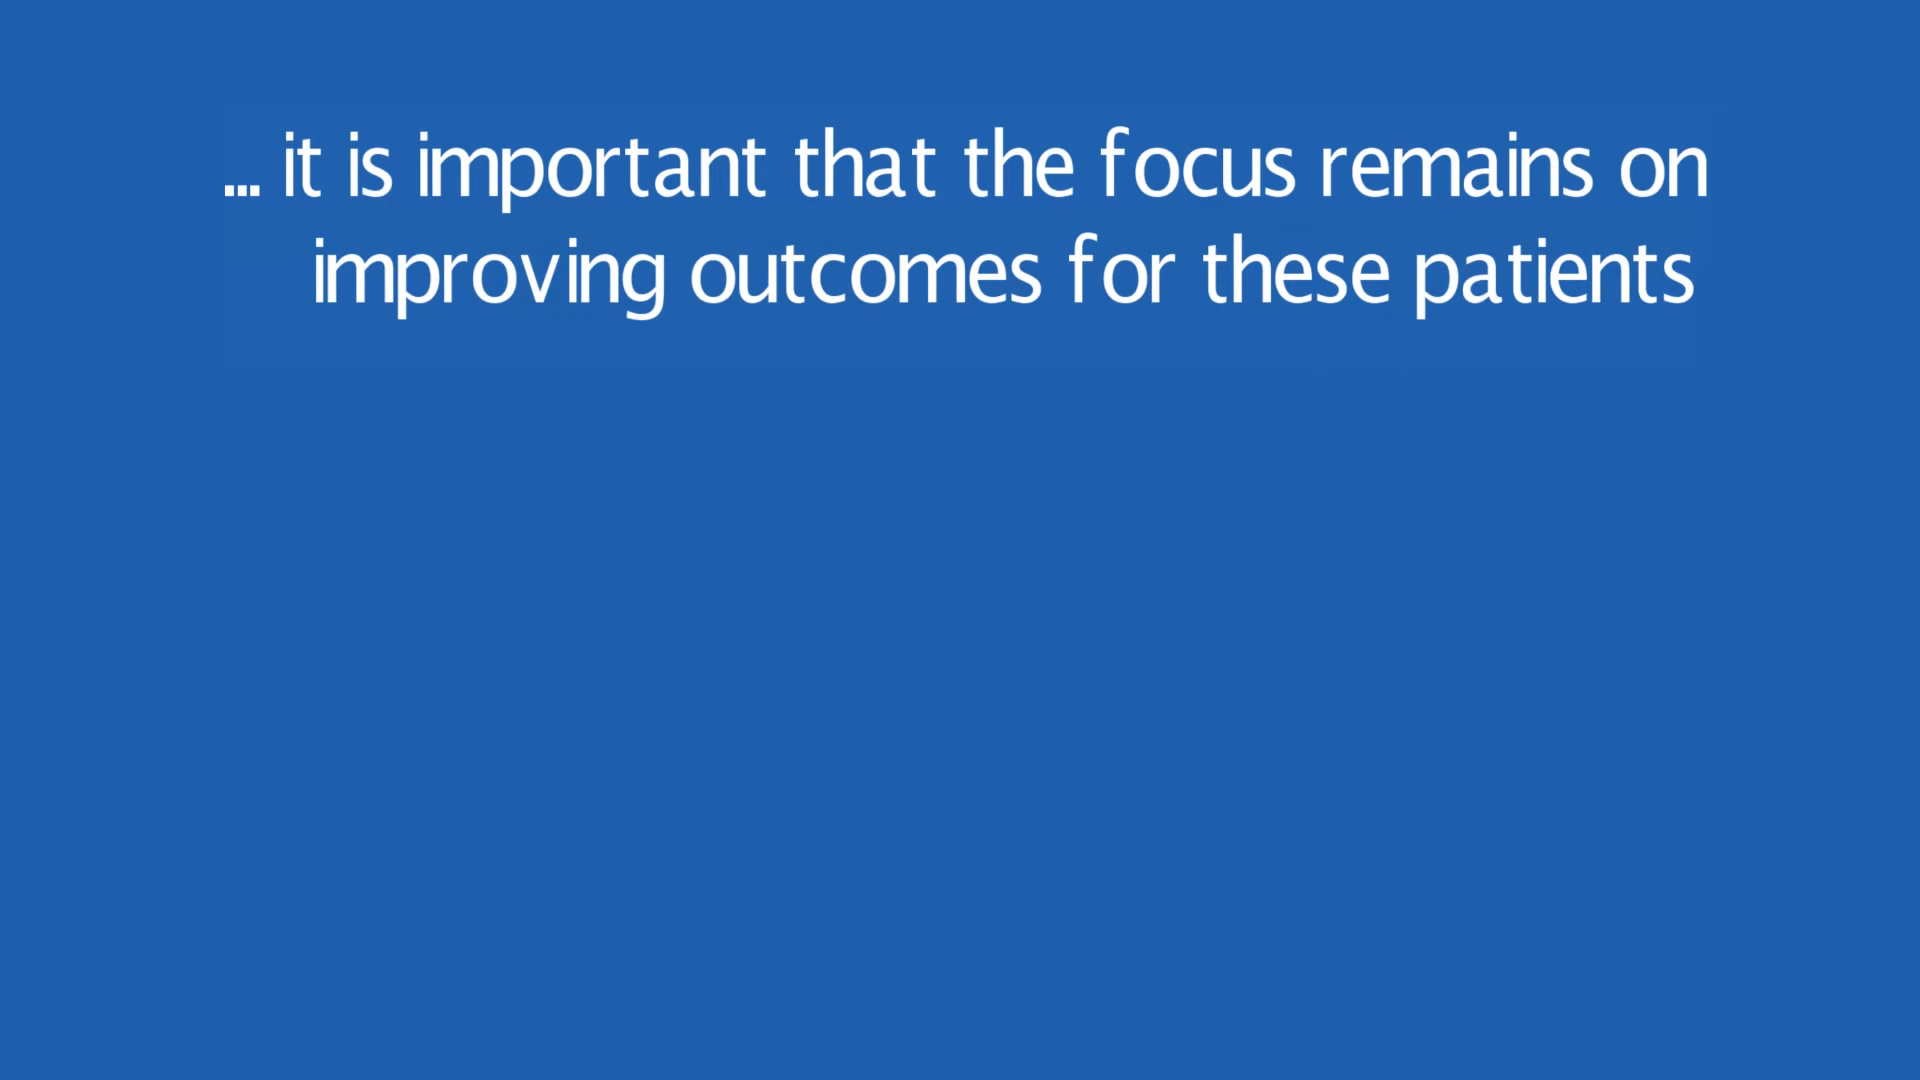 ... it is important that the focus remains on
improving outcomes for these patients